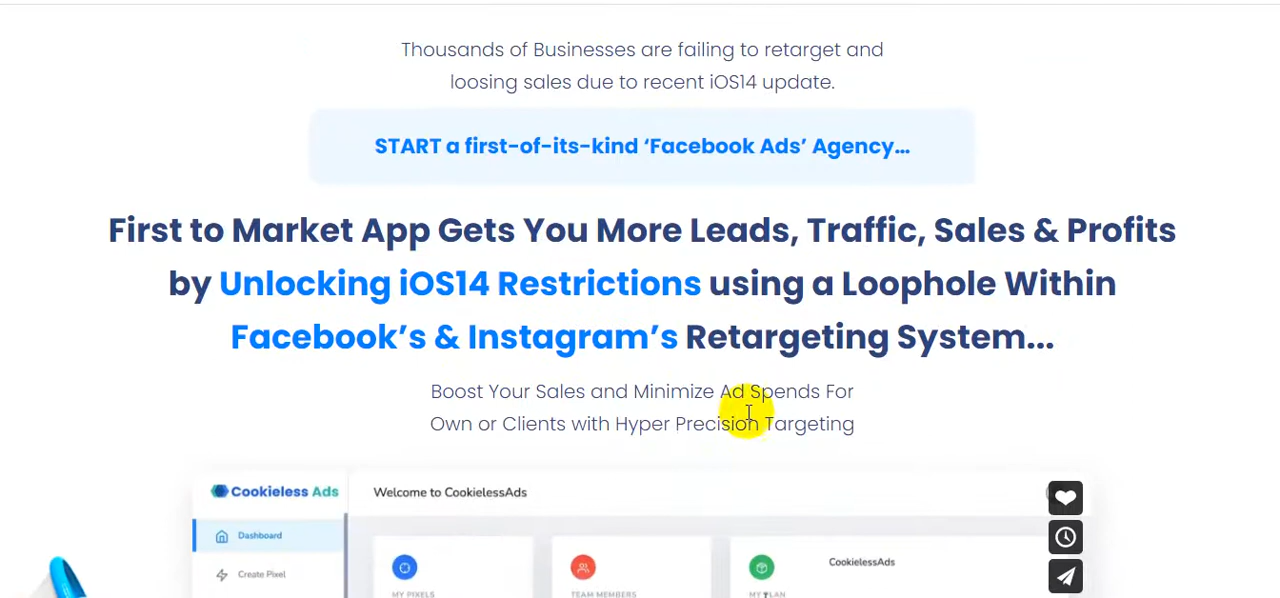 Thousands of Businesses are failing to retarget and
loosing sales due to recent iOS14 update.
START a first-of-its-kind ‘Facebook Ads’ Agency...
First to Market App Gets You More Leads, Traffic, Sales & Profits
by Unlocking iOS14 Restrictions using a Loophole Within
Facebook’s & Instagram’s Retargeting System...
Boost Your Sales and Minimize Ad Spends For
Own or Clients with Hyper Precision Targeting
Cookieless Ads
Welcome to CookielessAds
Dashboard
Create Pixel
CookielessAds
MY PIXELS
TEAM MEMBERS
MY PLAN